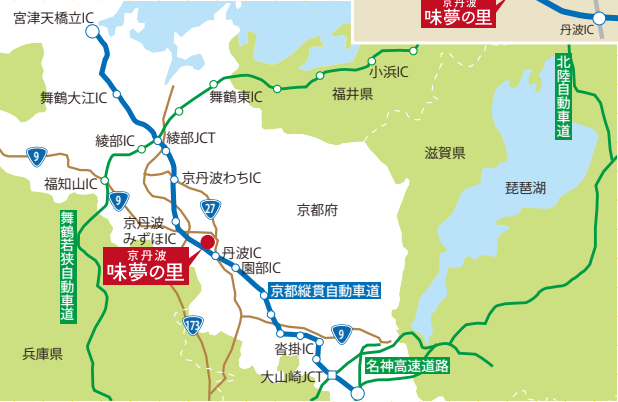 宮津天橋立IC
京丹波
味夢の里
丹波IC
小浜IC
北陸自動車道
舞鶴大江IC
舞鶴東IC
福井県
綾部IC
綾部JCT
滋賀県
9
福知山IC
京丹波わちIC
琵琶湖
9
27
京都府
京丹波
みずほIC
舞鶴若狭自動車道
京丹波
味夢の里
丹波IC
園部IC
京都縦貫自動車道
173
9
沓掛IC
兵庫県
大山崎JCT
名神高速道路